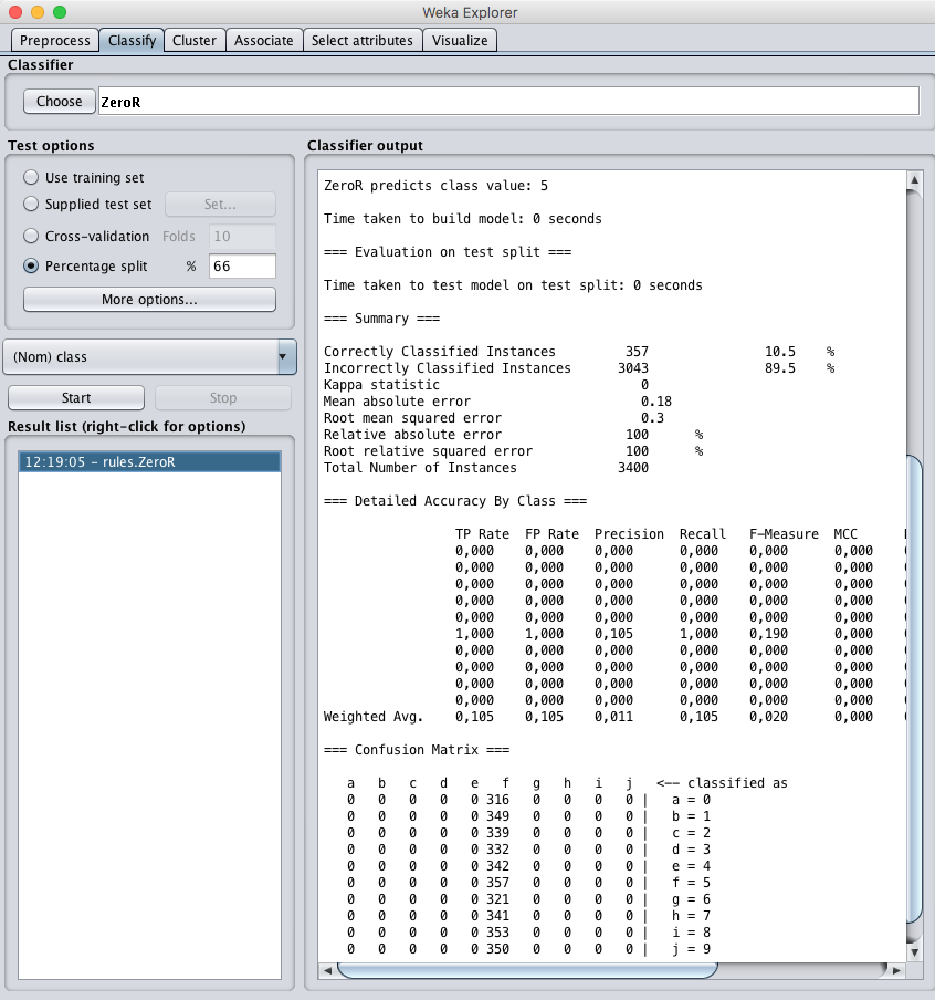 Weka Explorer
Preprocess Classify Cluster Associate Select attributes Visualize
Classifier
Choose ZeroR
Test options
Use training set
Supplied test set Set...
Cross-validation Folds 10
Percentage split % 66
More options...
(Nom) class
Start Stop
Result list (right-click for options)
12:19:05 - rules.ZeroR
Classifier output
ZeroR predicts class value: 5
Time taken to build model: 0 seconds
=== Evaluation on test split ===
Time taken to test model on test split: 0 seconds
=== Summary ===
Correctly Classified Instances 357 10.5 %
Incorrectly Classified Instances 3043 89.5 %
Kappa statistic 0
Mean absolute error 0.18
Root mean squared error 0.3
Relative absolute error 100 %
Root relative squared error 100 %
Total Number of Instances 3400
=== Detailed Accuracy By Class ===
TP Rate FP Rate Precision Recall F-Measure MCC
0,000 0,000 0,000 0,000 0,000 0,000
0,000 0,000 0,000 0,000 0,000 0,000
0,000 0,000 0,000 0,000 0,000 0,000
0,000 0,000 0,000 0,000 0,000 0,000
0,000 0,000 0,000 0,000 0,000 0,000
1,000 1,000 0,105 1,000 0,190 0,000
0,000 0,000 0,000 0,000 0,000 0,000
0,000 0,000 0,000 0,000 0,000 0,000
0,000 0,000 0,000 0,000 0,000 0,000
0,000 0,000 0,000 0,000 0,000 0,000
Weighted Avg. 0,105 0,105 0,011 0,105 0,020 0,000
=== Confusion Matrix ===
a b c d e f g h i j <-- classified as
0 0 0 0 0 316 0 0 0 0 | a = 0
0 0 0 0 0 349 0 0 0 0 | b = 1
0 0 0 0 0 339 0 0 0 0 | c = 2
0 0 0 0 0 332 0 0 0 0 | d = 3
0 0 0 0 0 342 0 0 0 0 | e = 4
0 0 0 0 0 357 0 0 0 0 | f = 5
0 0 0 0 0 321 0 0 0 0 | g = 6
0 0 0 0 0 341 0 0 0 0 | h = 7
0 0 0 0 0 353 0 0 0 0 | i = 8
0 0 0 0 0 350 0 0 0 0 | j = 9